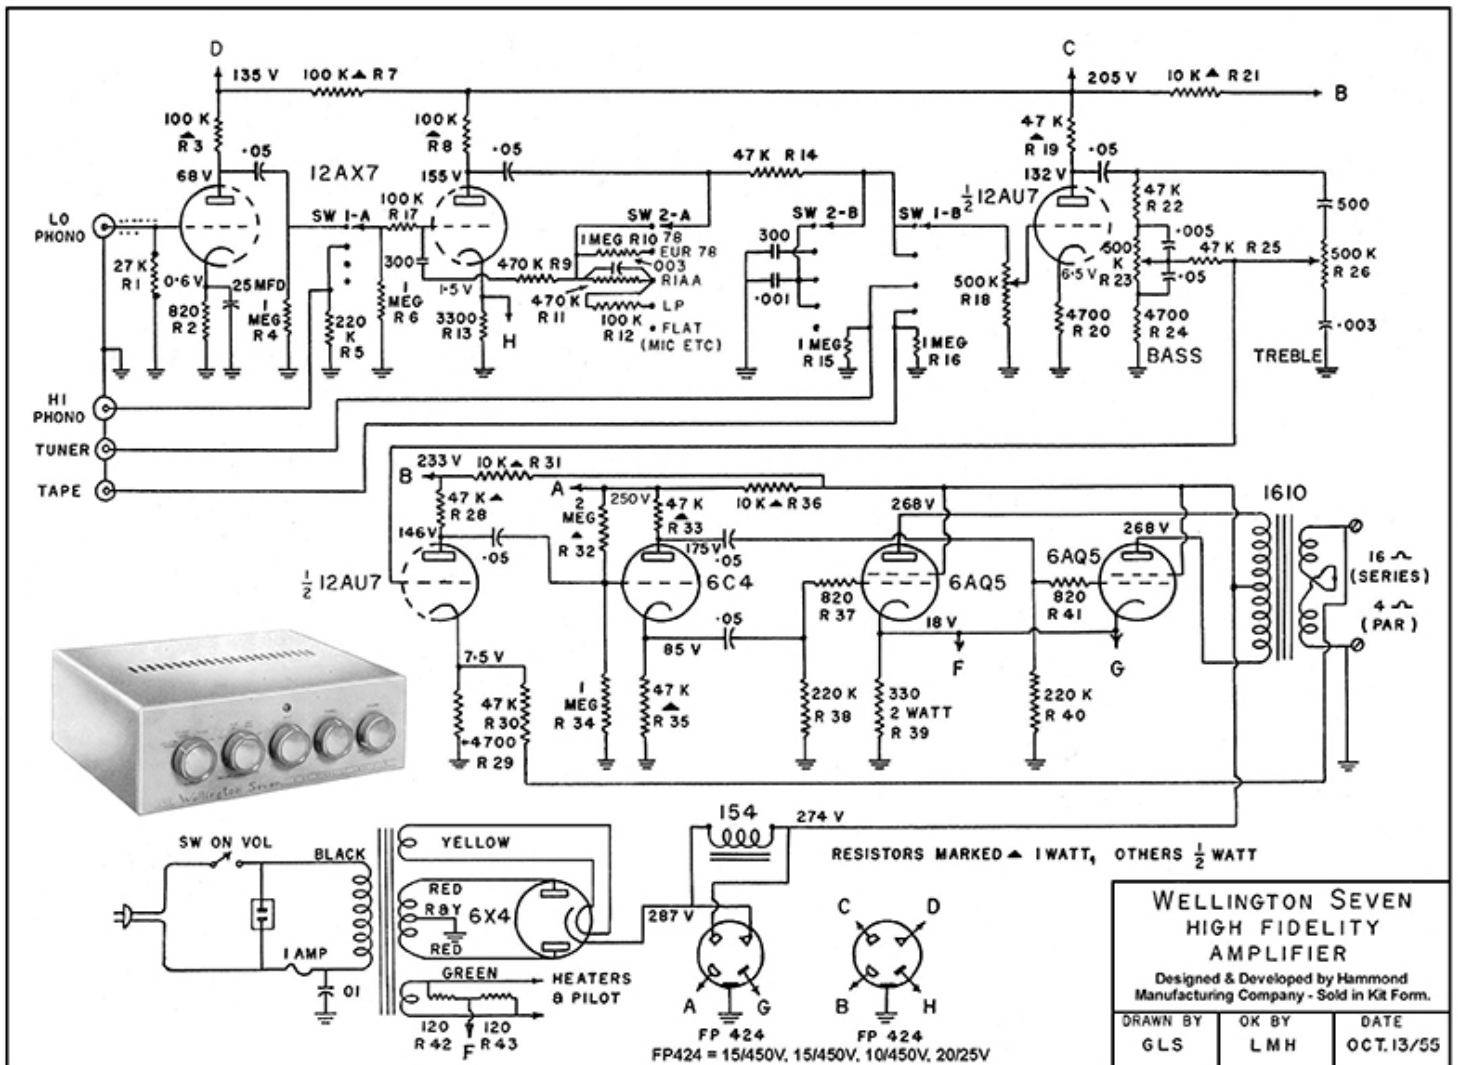 D
135 V
100 K ▲ R 7
C
205 V
10 K ▲ R 21
B
100 K
▲
R 3
·05
68 V
12AX7
100 K
▲
R 8
·05
155 V
47 K R 14
47 K
▲
R 19
·05
132 V
½ 12AU7
47 K
R 22
500
LO
PHONO
27 K
R 1
0·6 V
820
R 2
25 MFD
1
MEG
R 4
SW 1-A
220
K
R 5
100 K
R 17
300
1
MEG
R 6
1·5 V
3300
R 13
H
470 K R 9
SW 2-A
1 MEG R 10
78
EUR 78
·003
RIAA
470 K
R 11
LP
100 K
R 12
FLAT
(MIC ETC)
SW 2-B
300
·001
1 MEG
R 15
SW 1-B
1 MEG
R 16
500 K
R 18
6·5 V
4700
R 20
·005
500
K
R 23
·05
47 K R 25
4700
R 24
BASS
500 K
R 26
·003
TREBLE
HI
PHONO
TUNER
TAPE
B
233 V
10 K ▲ R 31
47 K ▲
R 28
146 V
·05
½ 12AU7
7·5 V
47 K
R 30
4700
R 29
A
2
MEG
▲
R 32
250 V
47 K
▲
R 33
10 K ▲ R 36
175 V
·05
6C4
·05
85 V
1
MEG
R 34
47 K
▲
R 35
268 V
820
R 37
6AQ5
18 V
F
220 K
R 38
330
2 WATT
R 39
268 V
6AQ5
820
R 41
G
220 K
R 40
1610
16 Ω
(SERIES)
4 Ω
(PAR)
Wellington Seven
SW ON VOL
BLACK
1 AMP
·01
YELLOW
RED
R&Y
RED
6X4
GREEN
HEATERS
& PILOT
120
R 42
F
120
R 43
154
274 V
287 V
A
G
FP 424
C
D
B
H
FP 424
FP424 = 15/450V, 15/450V, 10/450V, 20/25V
RESISTORS MARKED ▲ 1 WATT, OTHERS ½ WATT
WELLINGTON SEVEN
HIGH FIDELITY
AMPLIFIER
Designed & Developed by Hammond
Manufacturing Company - Sold in Kit Form.
DRAWN BY
GLS
OK BY
LMH
DATE
OCT. 13/55